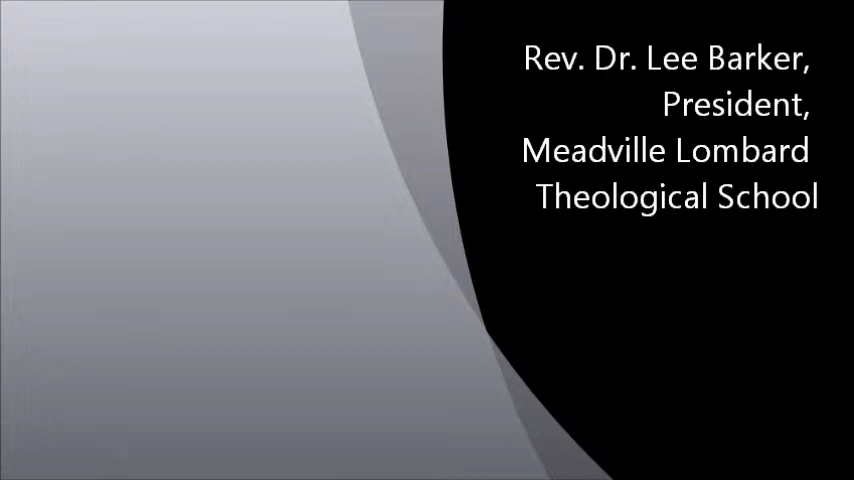 Rev. Dr. Lee Barker,
President,
Meadville Lombard
Theological School